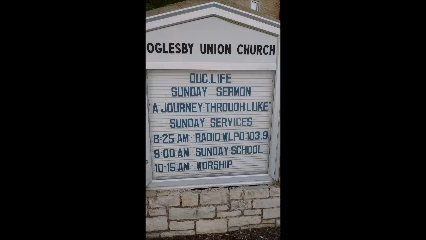 OGLESBY UNION CHURCH
OUC.LIFE
SUNDAY SERMON
"A JOURNEY THROUGH LUKE"
SUNDAY SERVICES
8:25 AM RADIO WLPO 103.9
9:00 AM SUNDAY SCHOOL
10:15 AM WORSHIP